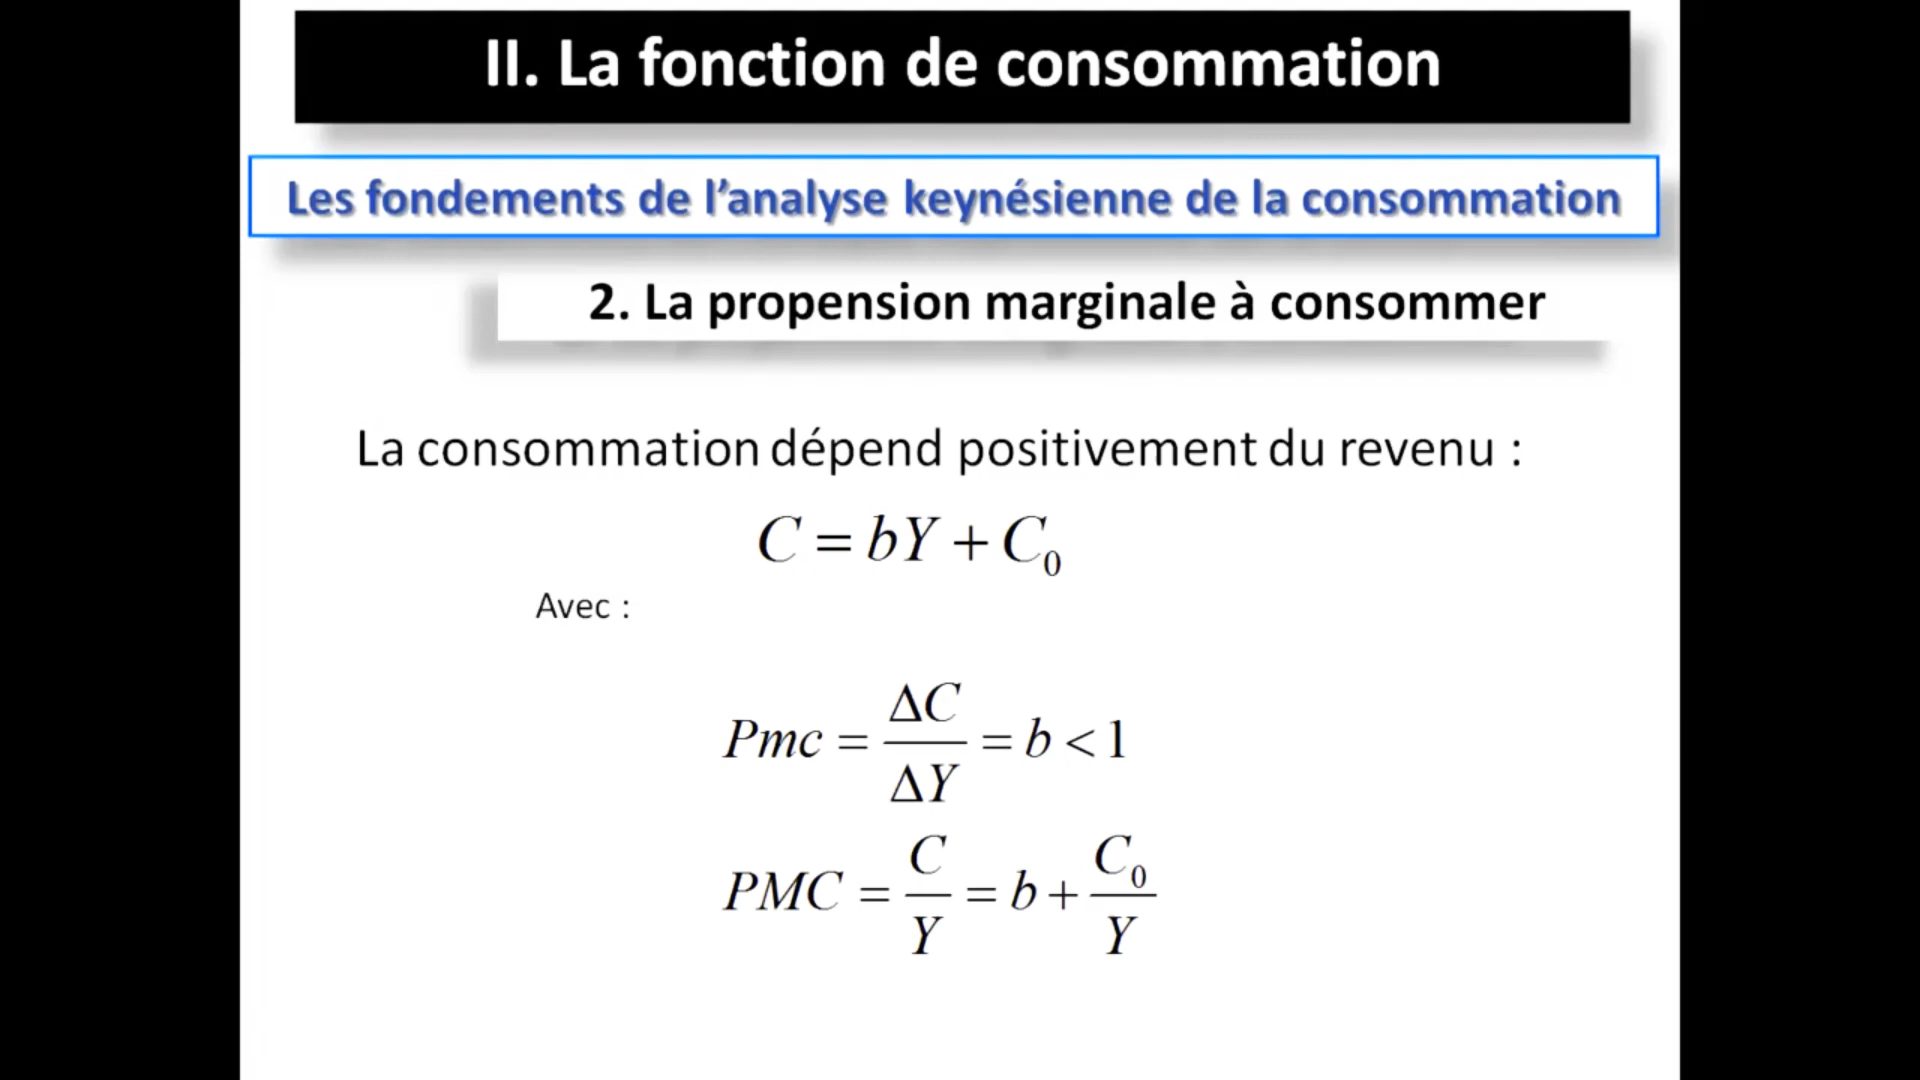 II. La fonction de consommation
Les fondements de l’analyse keynésienne de la consommation
2. La propension marginale à consommer
La consommation dépend positivement du revenu :
C = bY + C₀
Avec :
Pmc = ΔC/ΔY = b < 1
PMC = C/Y = b + C₀/Y